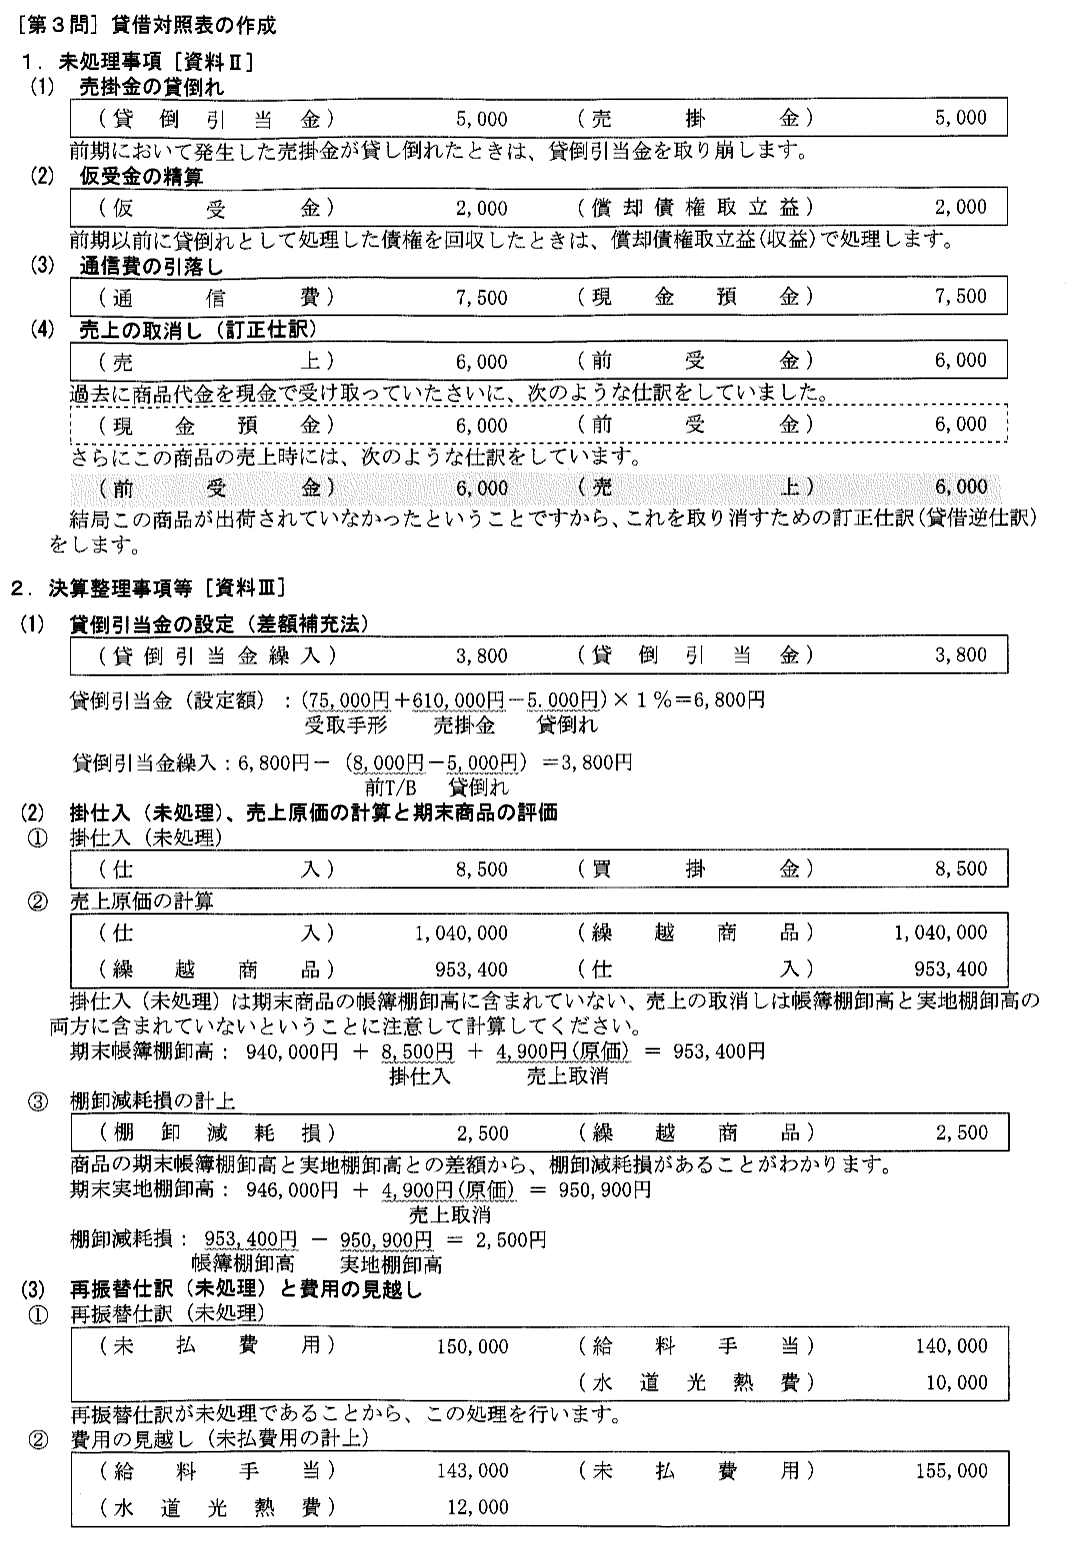 ［第３問］貸借対照表の作成
１．未処理事項［資料Ⅱ］
(1) 売掛金の貸倒れ
（貸倒引当金） 5,000 （売掛金） 5,000
前期において発生した売掛金が貸し倒れたときは、貸倒引当金を取り崩します。
(2) 仮受金の精算
（仮受金） 2,000 （償却債権取立益） 2,000
前期以前に貸倒れとして処理した債権を回収したときは、償却債権取立益(収益)で処理します。
(3) 通信費の引落し
（通信費） 7,500 （現金預金） 7,500
(4) 売上の取消し（訂正仕訳）
（売上） 6,000 （前受金） 6,000
過去に商品代金を現金で受け取っていたさいに、次のような仕訳をしていました。
（現金預金） 6,000 （前受金） 6,000
さらにこの商品の売上時には、次のような仕訳をしています。
（前受金） 6,000 （売上） 6,000
結局この商品が出荷されていなかったということですから、これを取り消すための訂正仕訳(貸借逆仕訳)
をします。
２．決算整理事項等［資料Ⅲ］
(1) 貸倒引当金の設定（差額補充法）
（貸倒引当金繰入） 3,800 （貸倒引当金） 3,800
貸倒引当金（設定額）：(75,000円＋610,000円－5.000円)×１％＝6,800円
受取手形 売掛金 貸倒れ
貸倒引当金繰入：6,800円－（8,000円－5,000円）＝3,800円
前T/B 貸倒れ
(2) 掛仕入（未処理）、売上原価の計算と期末商品の評価
① 掛仕入（未処理）
（仕入） 8,500 （買掛金） 8,500
② 売上原価の計算
（仕入） 1,040,000 （繰越商品） 1,040,000
（繰越商品） 953,400 （仕入） 953,400
掛仕入（未処理）は期末商品の帳簿棚卸高に含まれていない、売上の取消しは帳簿棚卸高と実地棚卸高の
両方に含まれていないということに注意して計算してください。
期末帳簿棚卸高： 940,000円 ＋ 8,500円 ＋ 4,900円(原価) ＝ 953,400円
掛仕入 売上取消
③ 棚卸減耗損の計上
（棚卸減耗損） 2,500 （繰越商品） 2,500
商品の期末帳簿棚卸高と実地棚卸高との差額から、棚卸減耗損があることがわかります。
期末実地棚卸高： 946,000円 ＋ 4,900円(原価) ＝ 950,900円
売上取消
棚卸減耗損： 953,400円 － 950,900円 ＝ 2,500円
帳簿棚卸高 実地棚卸高
(3) 再振替仕訳（未処理）と費用の見越し
① 再振替仕訳（未処理）
（未払費用） 150,000 （給料手当） 140,000
（水道光熱費） 10,000
再振替仕訳が未処理であることから、この処理を行います。
② 費用の見越し（未払費用の計上）
（給料手当） 143,000 （未払費用） 155,000
（水道光熱費） 12,000